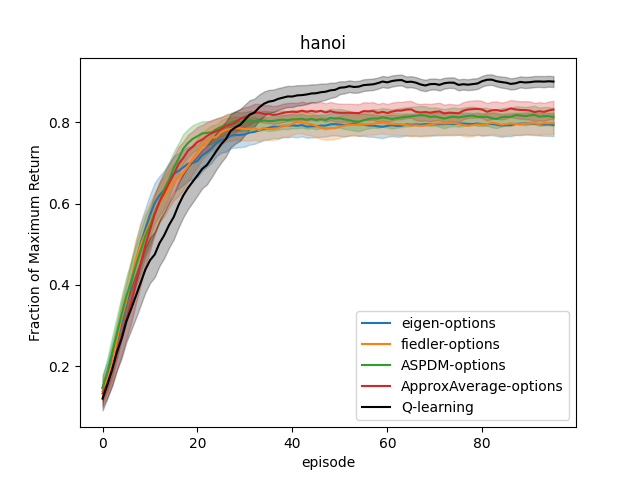 hanoi
Fraction of Maximum Return
0.8
0.6
0.4
0.2
0 20 40 60 80
episode
eigen-options
fiedler-options
ASPDM-options
ApproxAverage-options
Q-learning